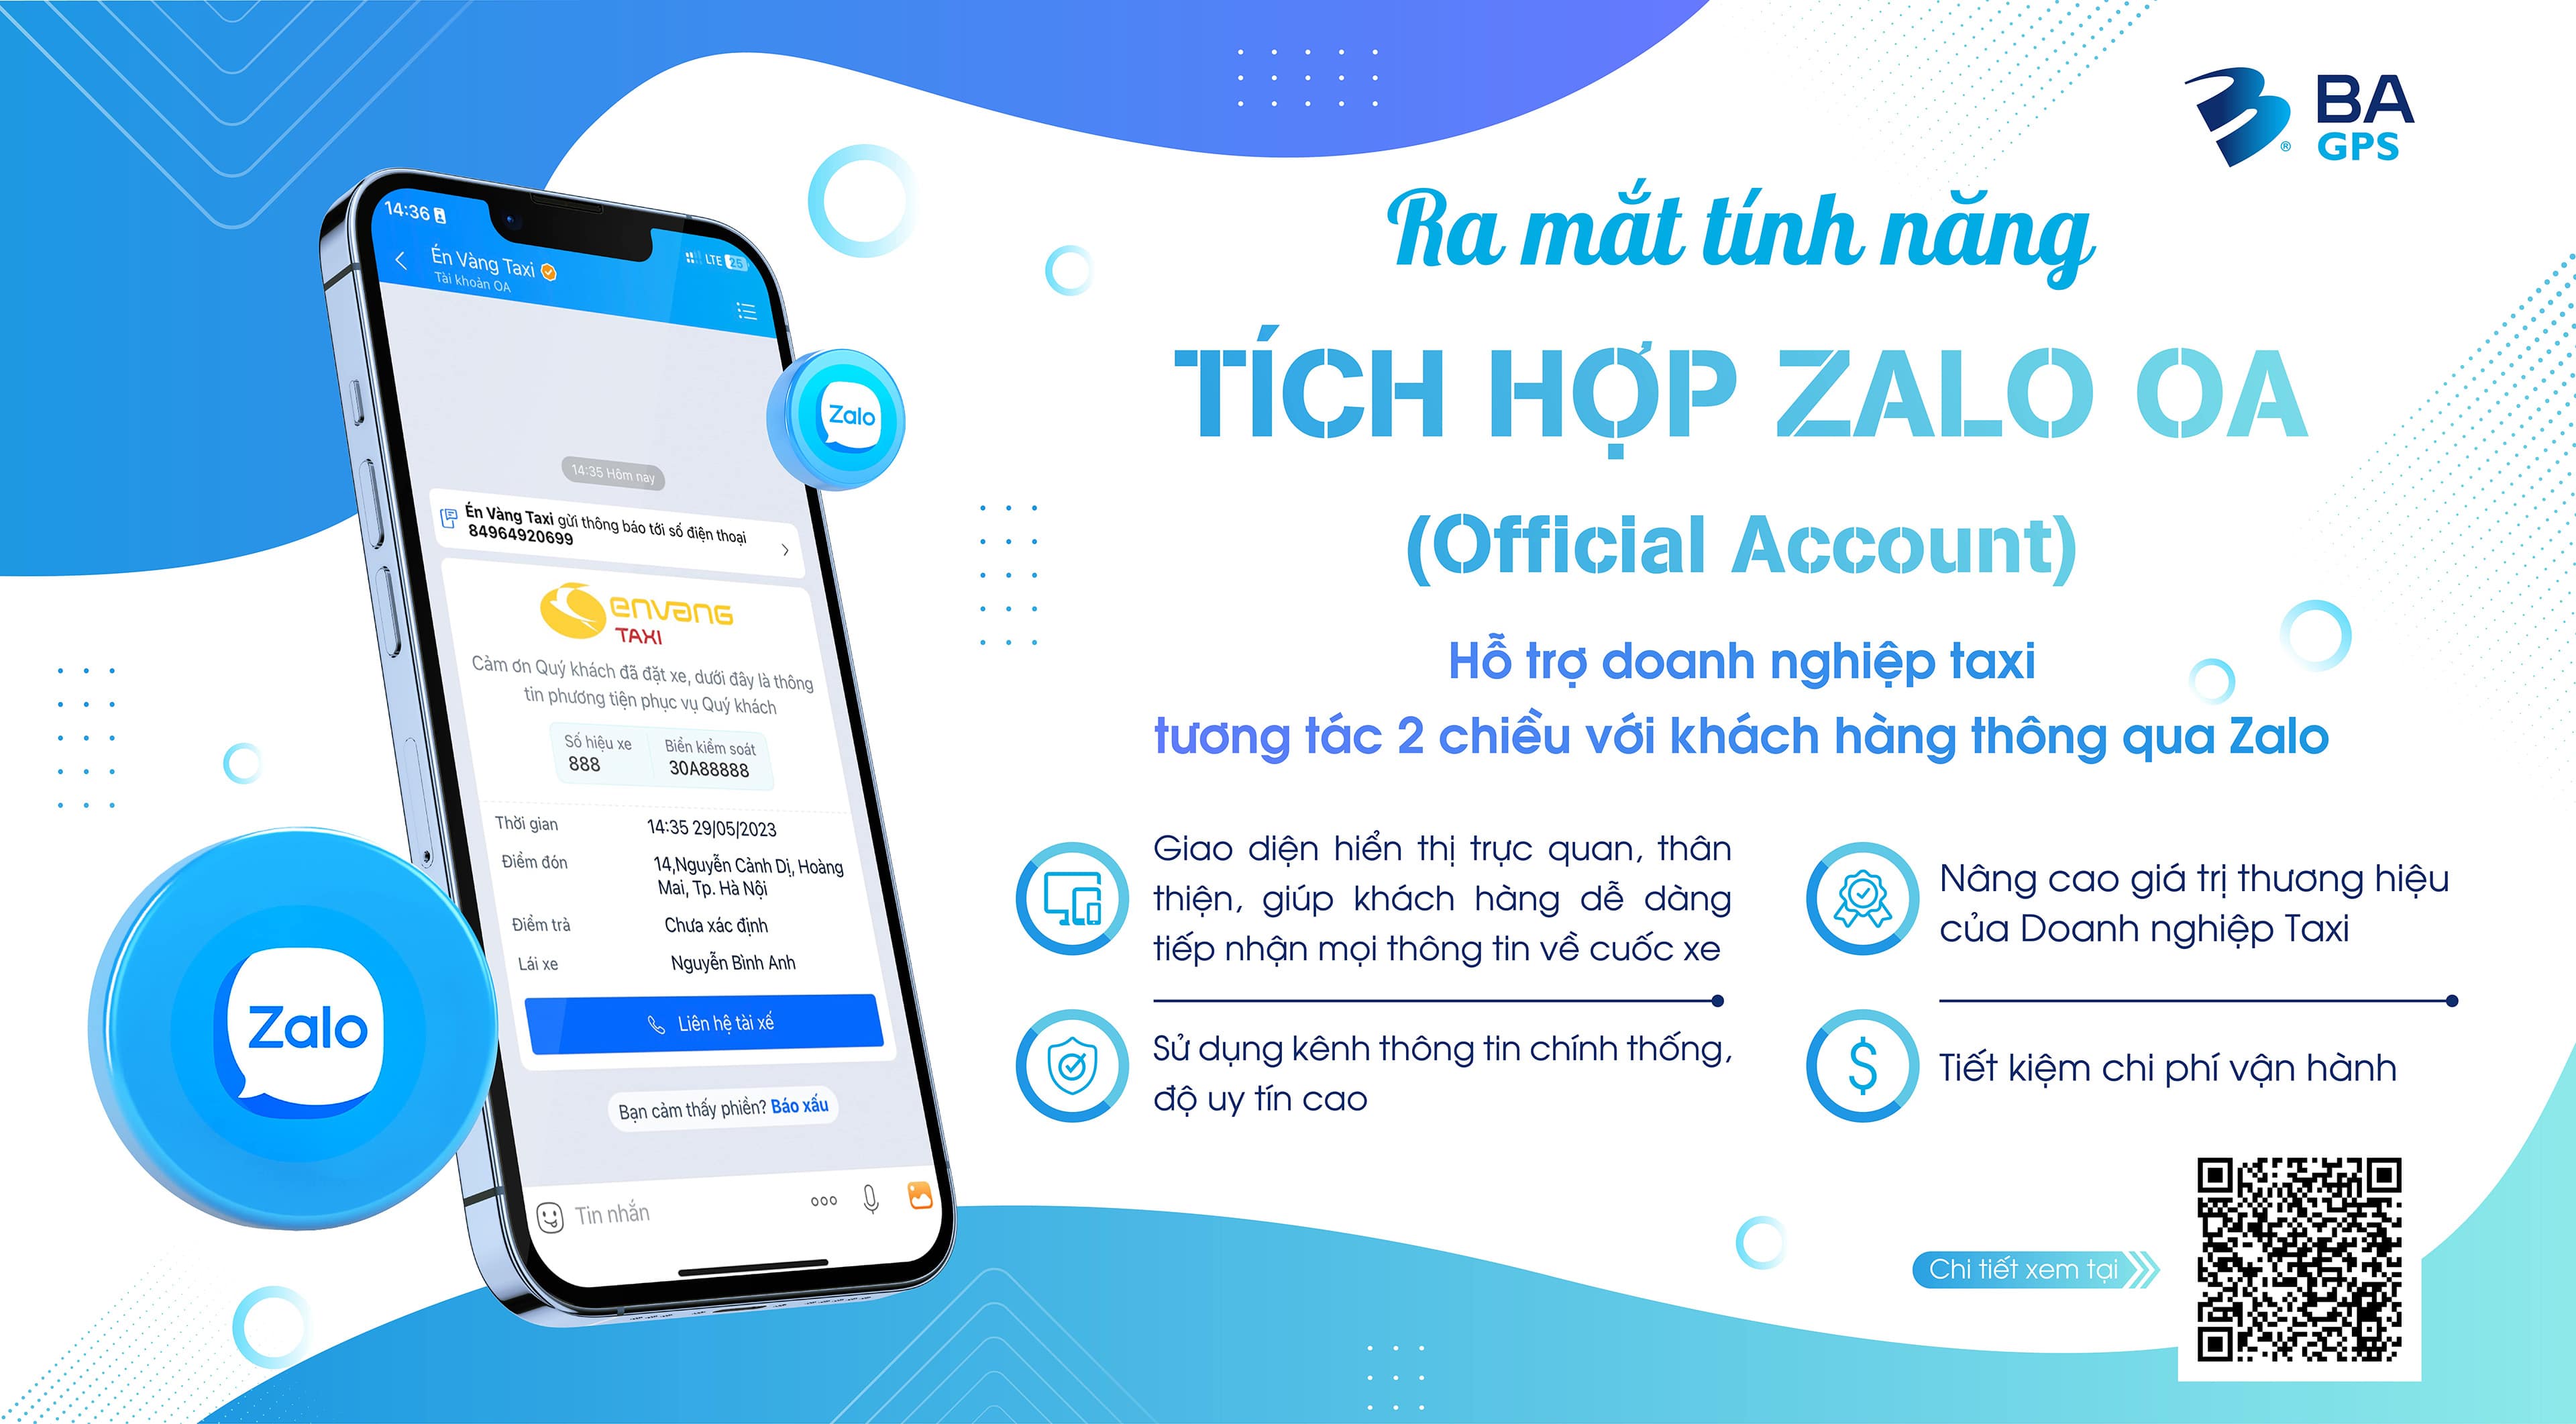 BA
GPS
Ra mắt tính năng
TÍCH HỢP ZALO OA
(Official Account)
Hỗ trợ doanh nghiệp taxi
tương tác 2 chiều với khách hàng thông qua Zalo
Giao diện hiển thị trực quan, thân
thiện, giúp khách hàng dễ dàng
tiếp nhận mọi thông tin về cuốc xe
Sử dụng kênh thông tin chính thống,
độ uy tín cao
Nâng cao giá trị thương hiệu
của Doanh nghiệp Taxi
Tiết kiệm chi phí vận hành
Chi tiết xem tại
14:36
LTE 25
Én Vàng Taxi
Tài khoản OA
Zalo
14:35 Hôm nay
Én Vàng Taxi gửi thông báo tới số điện thoại
84964920699
envang
TAXI
Cảm ơn Quý khách đã đặt xe, dưới đây là thông
tin phương tiện phục vụ Quý khách
Số hiệu xe Biển kiểm soát
888 30A88888
Thời gian 14:35 29/05/2023
Điểm đón 14,Nguyễn Cảnh Dị, Hoàng
Mai, Tp. Hà Nội
Điểm trả Chưa xác định
Lái xe Nguyễn Bình Anh
Liên hệ tài xế
Bạn cảm thấy phiền? Báo xấu
Tin nhắn
Zalo